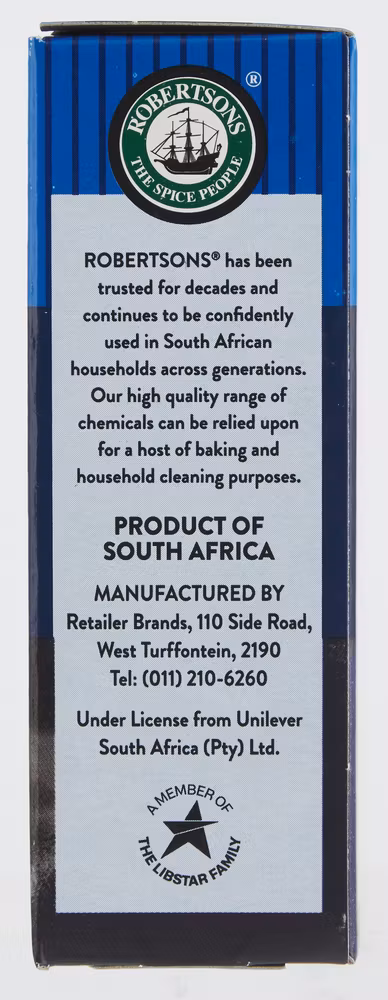 ROBERTSONS
®
THE SPICE PEOPLE
ROBERTSONS® has been
trusted for decades and
continues to be confidently
used in South African
households across generations.
Our high quality range of
chemicals can be relied upon
for a host of baking and
household cleaning purposes.
PRODUCT OF
SOUTH AFRICA
MANUFACTURED BY
Retailer Brands, 110 Side Road,
West Turffontein, 2190
Tel: (011) 210-6260
Under License from Unilever
South Africa (Pty) Ltd.
A MEMBER OF
THE LIBSTAR FAMILY